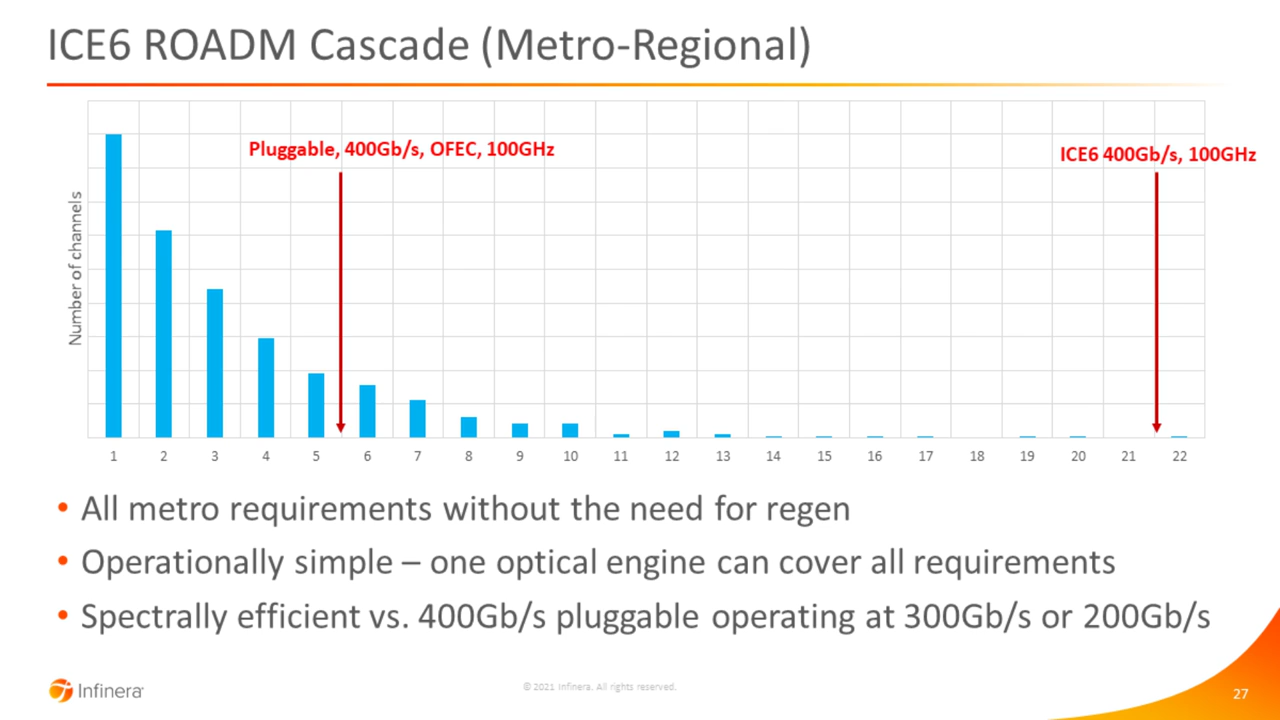 ICE6 ROADM Cascade (Metro-Regional)
Pluggable, 400Gb/s, OFEC, 100GHz
ICE6 400Gb/s, 100GHz
Number of channels
1 2 3 4 5 6 7 8 9 10 11 12 13 14 15 16 17 18 19 20 21 22
• All metro requirements without the need for regen
• Operationally simple – one optical engine can cover all requirements
• Spectrally efficient vs. 400Gb/s pluggable operating at 300Gb/s or 200Gb/s
Infinera
© 2021 Infinera. All rights reserved.
27